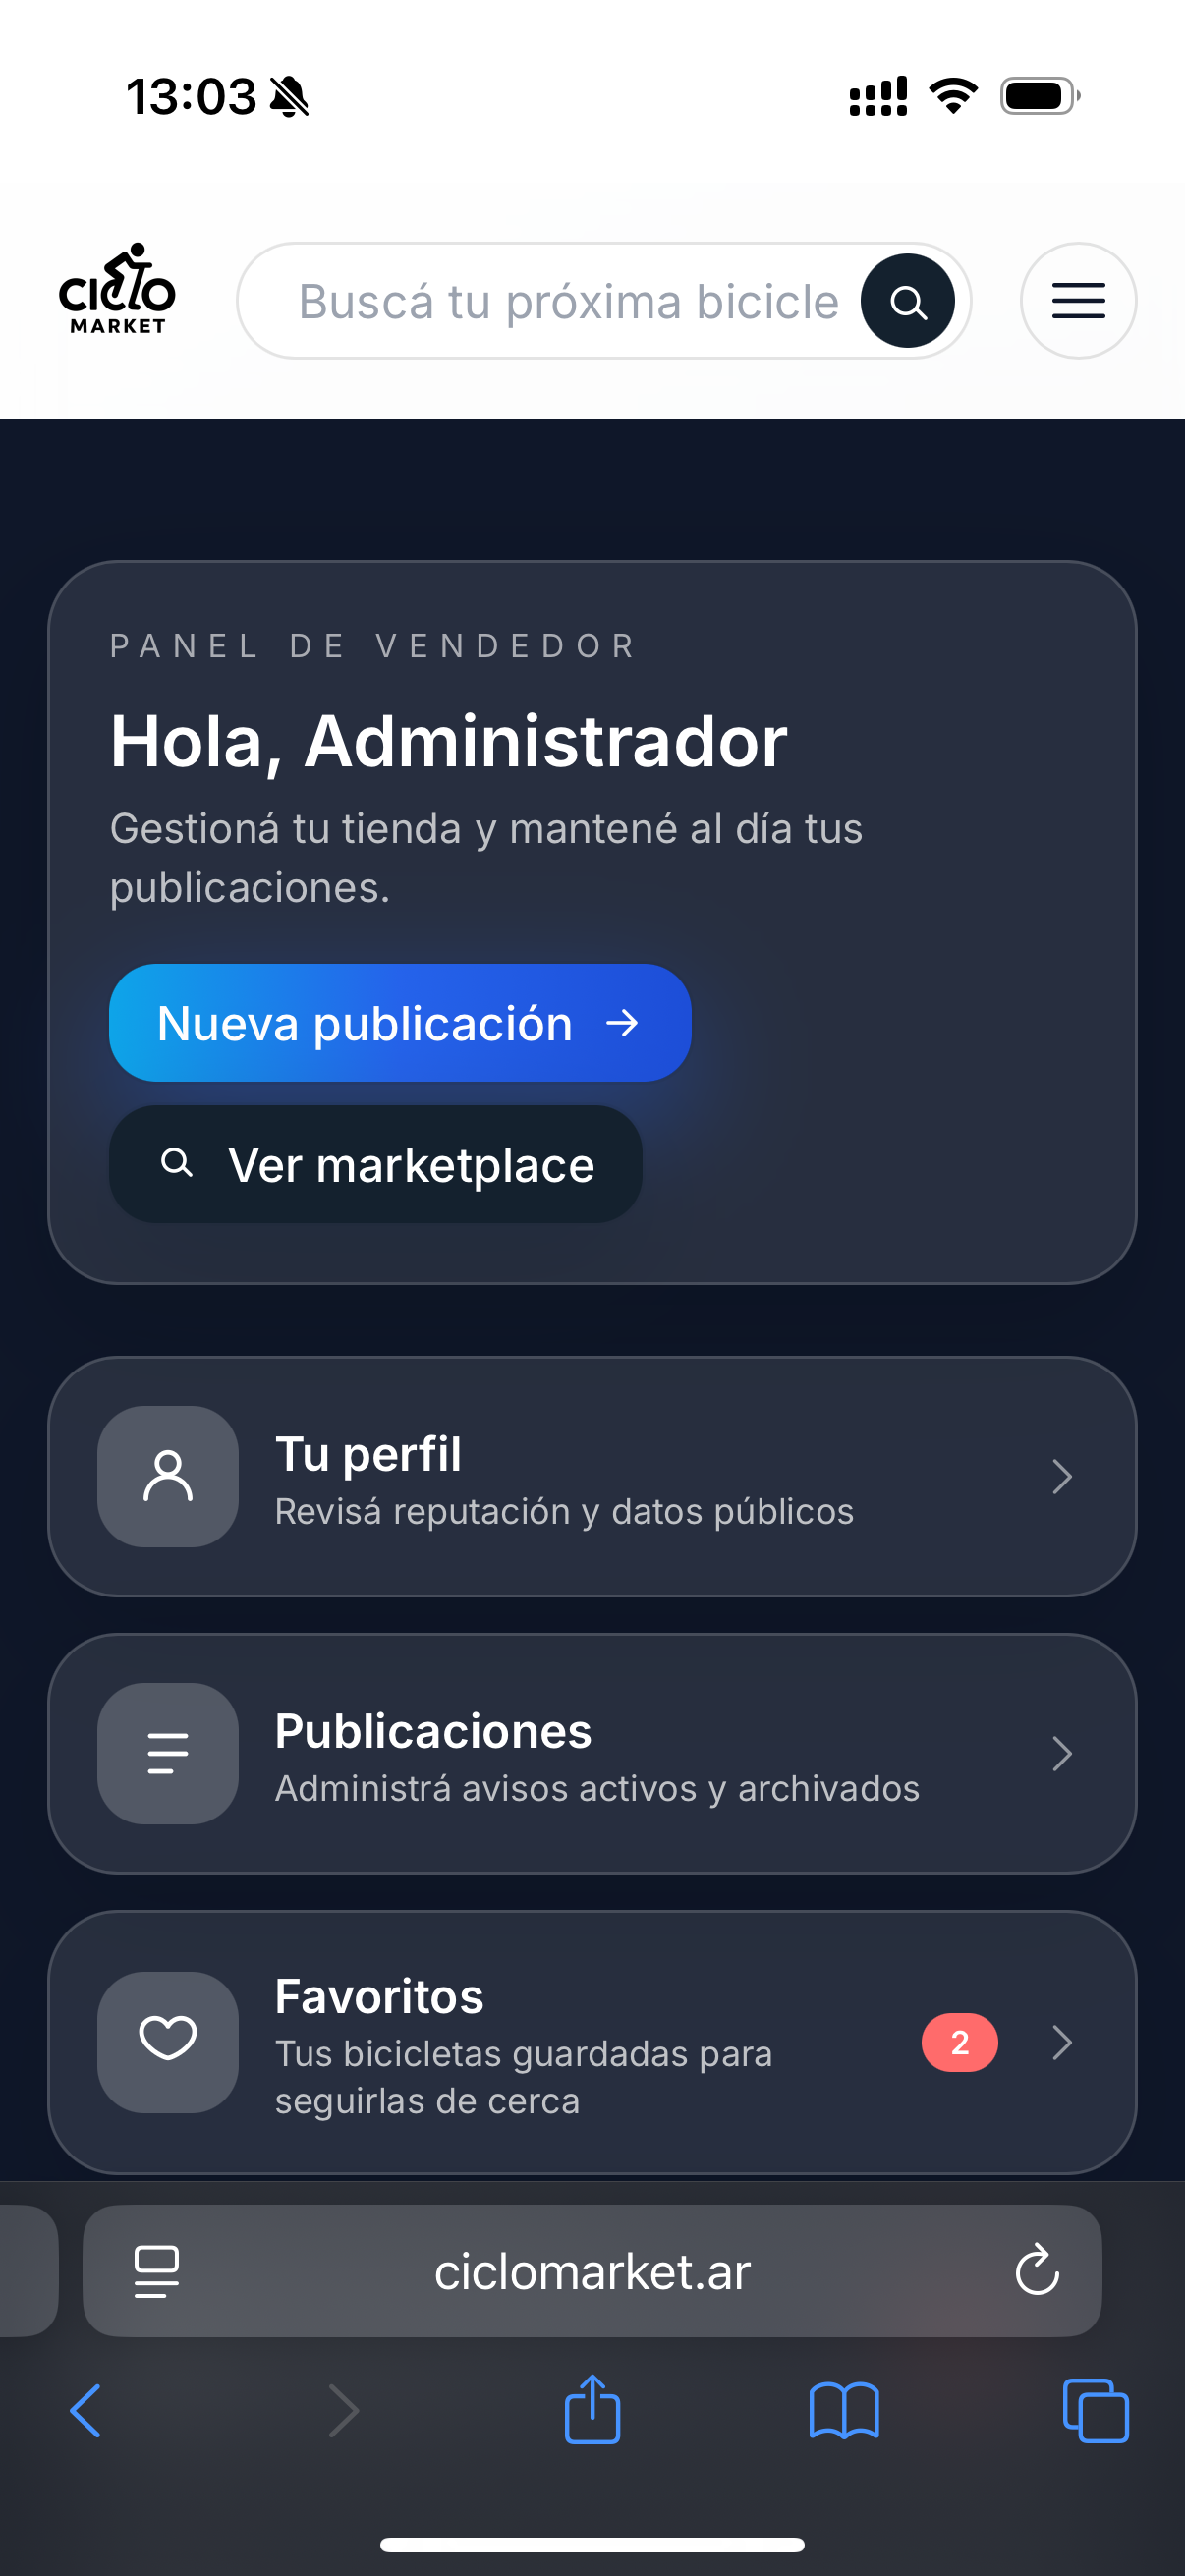 13:03
CICLO
MARKET
Buscá tu próxima bicicle
PANEL DE VENDEDOR
Hola, Administrador
Gestioná tu tienda y mantené al día tus
publicaciones.
Nueva publicación
Ver marketplace
Tu perfil
Revisá reputación y datos públicos
Publicaciones
Administrá avisos activos y archivados
Favoritos
Tus bicicletas guardadas para
seguirlas de cerca
2
ciclomarket.ar